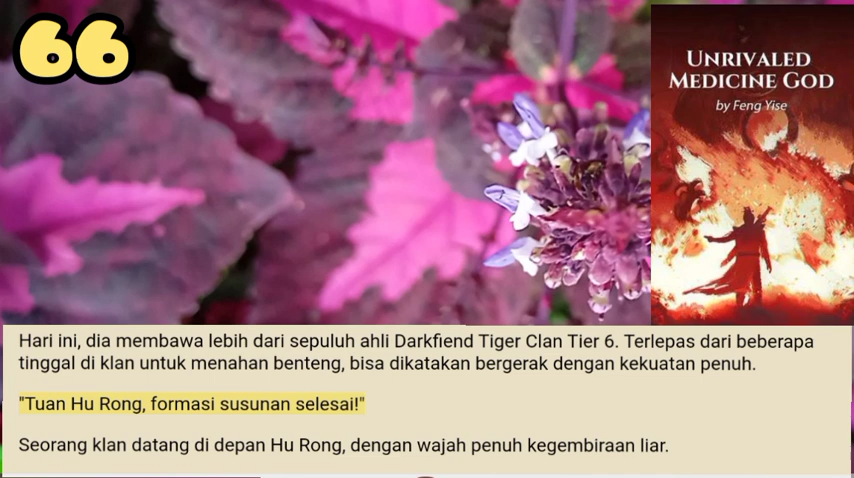 66
UNRIVALED
MEDICINE GOD
by Feng Yise
Hari ini, dia membawa lebih dari sepuluh ahli Darkfiend Tiger Clan Tier 6. Terlepas dari beberapa
tinggal di klan untuk menahan benteng, bisa dikatakan bergerak dengan kekuatan penuh.
"Tuan Hu Rong, formasi susunan selesai!"
Seorang klan datang di depan Hu Rong, dengan wajah penuh kegembiraan liar.